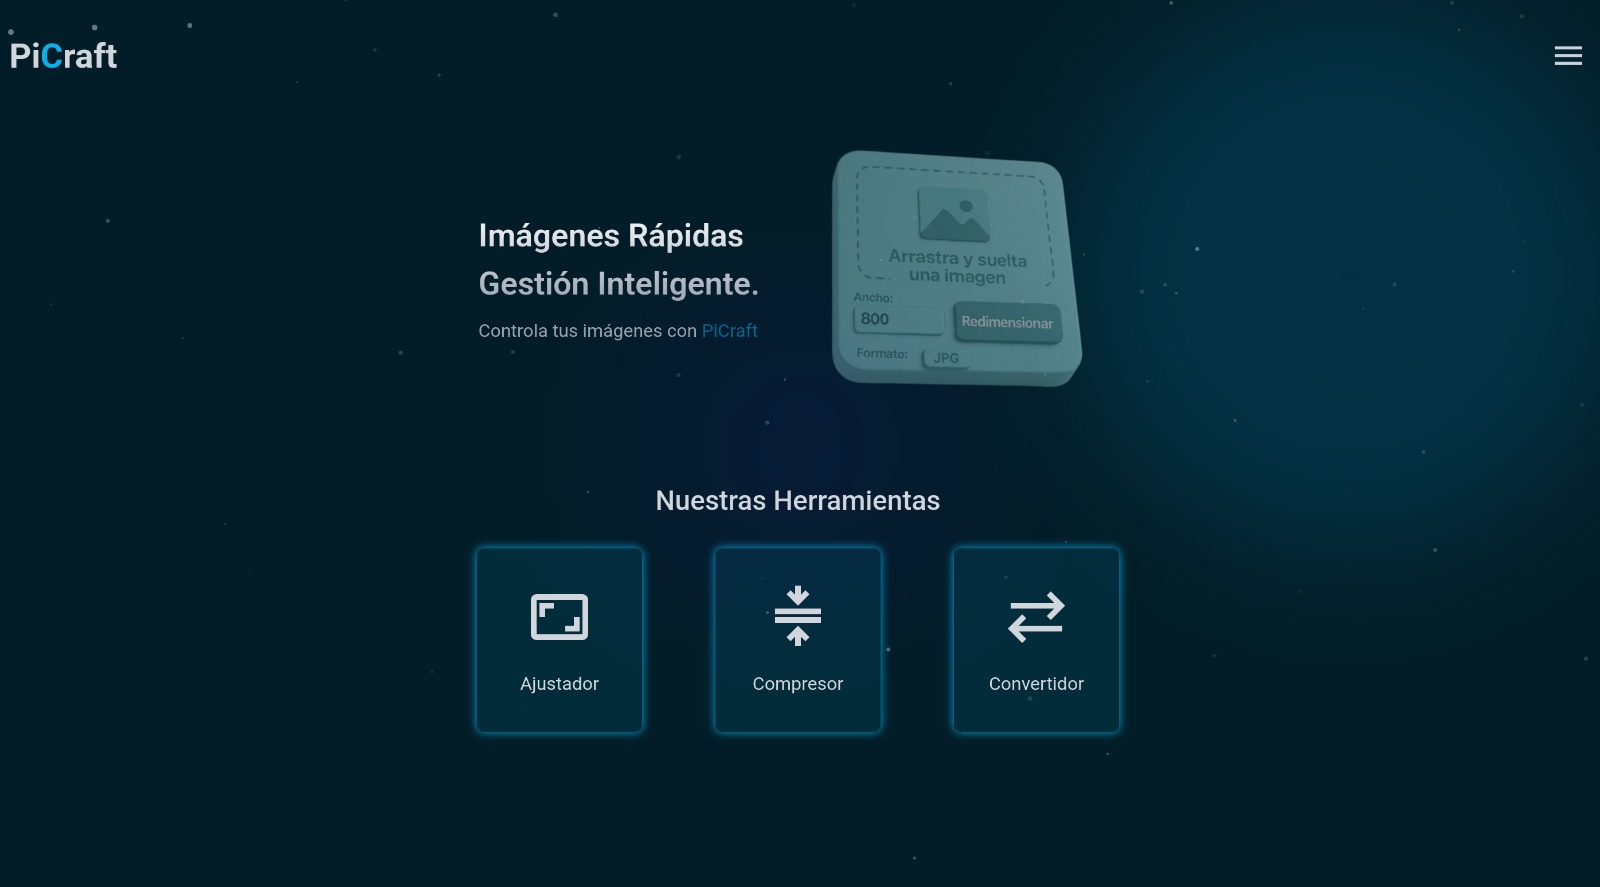 PiCraft
Imágenes Rápidas
Gestión Inteligente.
Controla tus imágenes con PiCraft
Arrastra y suelta
una imagen
Ancho:
800
Redimensionar
Formato:
JPG
Nuestras Herramientas
Ajustador
Compresor
Convertidor